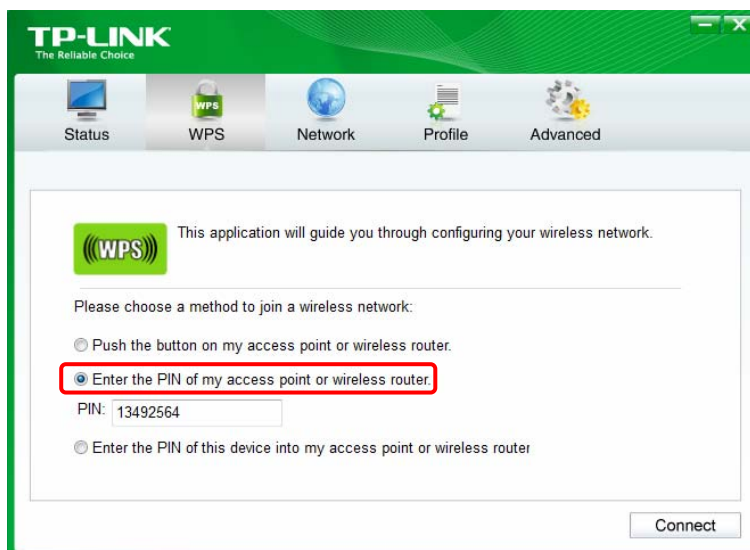 TP-LINK
The Reliable Choice
Status WPS Network Profile Advanced
WPS
This application will guide you through configuring your wireless network.
(((WPS)))
Please choose a method to join a wireless network:
Push the button on my access point or wireless router.
Enter the PIN of my access point or wireless router.
PIN: 13492564
Enter the PIN of this device into my access point or wireless router
Connect